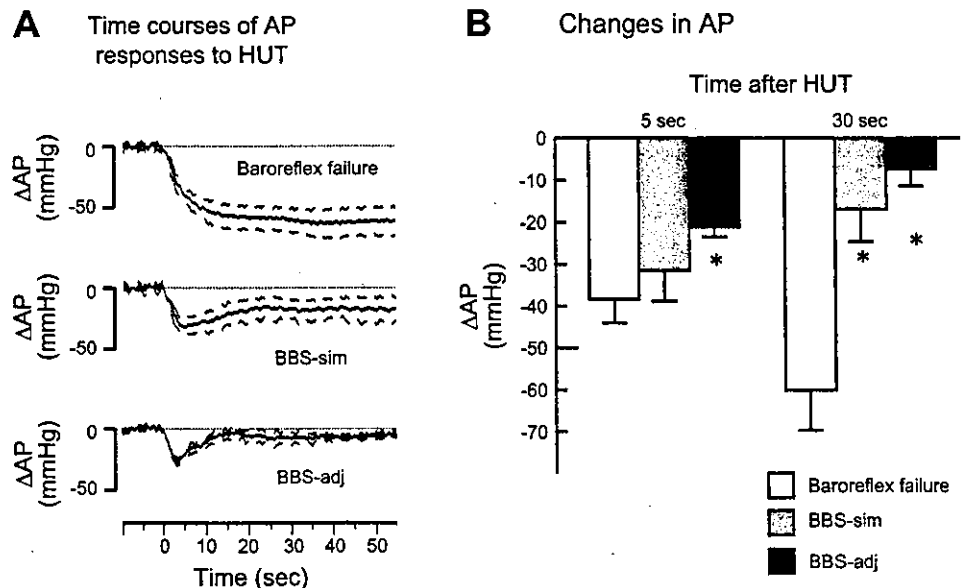 A Time courses of AP
responses to HUT
ΔAP
(mmHg)
0
-50
Baroreflex failure
ΔAP
(mmHg)
0
-50
BBS-sim
ΔAP
(mmHg)
0
-50
BBS-adj
0 10 20 30 40 50
Time (sec)
B Changes in AP
Time after HUT
5 sec 30 sec
ΔAP
(mmHg)
0
-10
-20
-30
-40
-50
-60
-70
*
*
*
Baroreflex failure
BBS-sim
BBS-adj